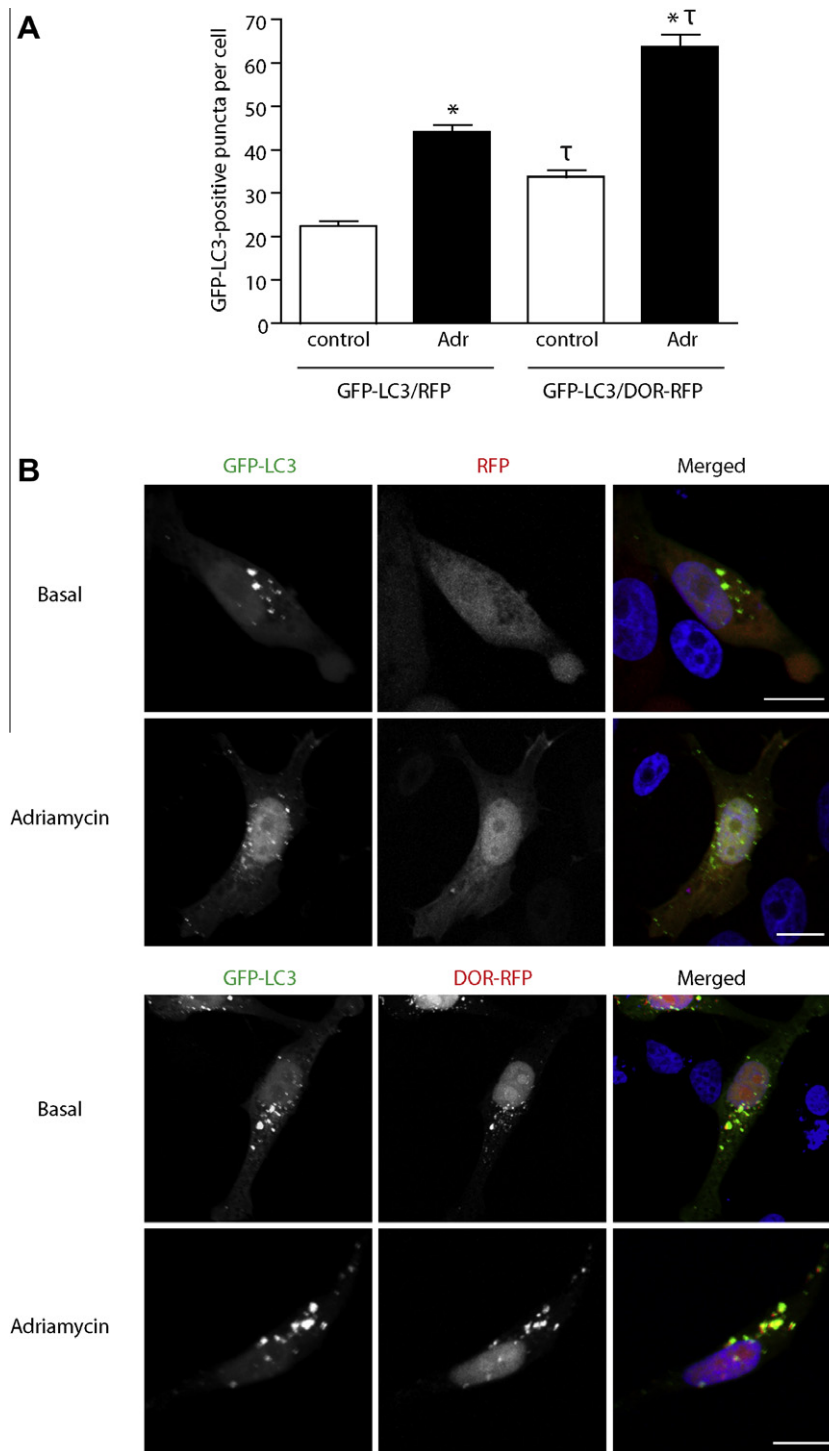 A
GFP-LC3-positive puncta per cell
70
60
50
40
30
20
10
0
*
τ
* τ
control Adr control Adr
GFP-LC3/RFP GFP-LC3/DOR-RFP
B
GFP-LC3 RFP Merged
Basal
Adriamycin
GFP-LC3 DOR-RFP Merged
Basal
Adriamycin